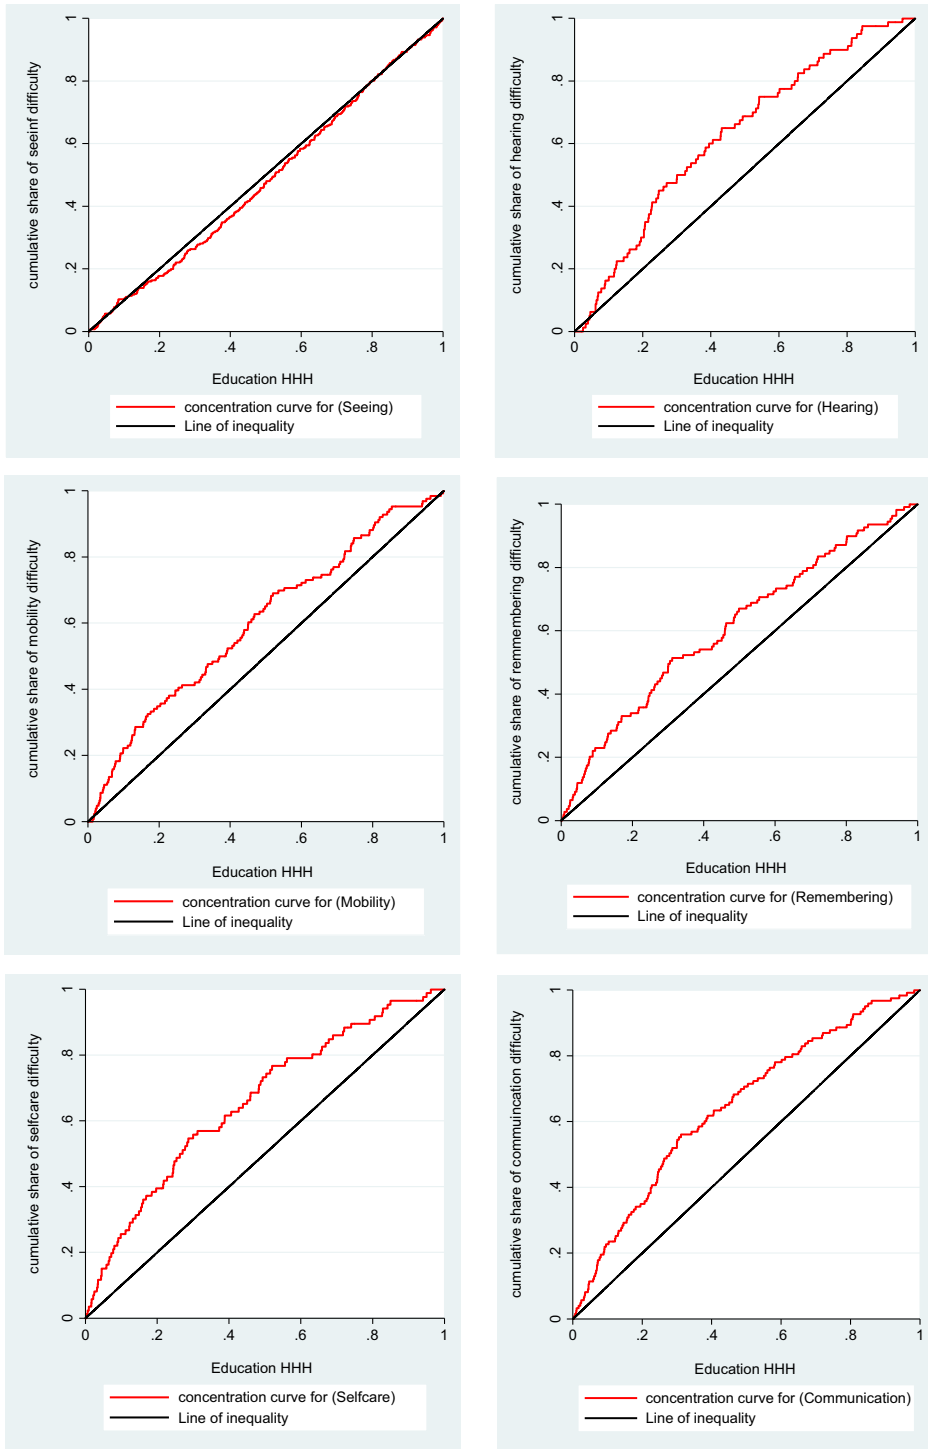 cumulative share of seeinf difficulty
1
.8
.6
.4
.2
0
0 .2 .4 .6 .8 1
Education HHH
concentration curve for (Seeing)
Line of inequality
cumulative share of hearing difficulty
1
.8
.6
.4
.2
0
0 .2 .4 .6 .8 1
Education HHH
concentration curve for (Hearing)
Line of inequality
cumulative share of mobility difficulty
1
.8
.6
.4
.2
0
0 .2 .4 .6 .8 1
Education HHH
concentration curve for (Mobility)
Line of inequality
cumulative share of remmembering difficulty
1
.8
.6
.4
.2
0
0 .2 .4 .6 .8 1
Education HHH
concentration curve for (Remembering)
Line of inequality
cumulative share of selfcare difficulty
1
.8
.6
.4
.2
0
0 .2 .4 .6 .8 1
Education HHH
concentration curve for (Selfcare)
Line of inequality
cumulative share of commuincation difficulty
1
.8
.6
.4
.2
0
0 .2 .4 .6 .8 1
Education HHH
concentration curve for (Communication)
Line of inequality